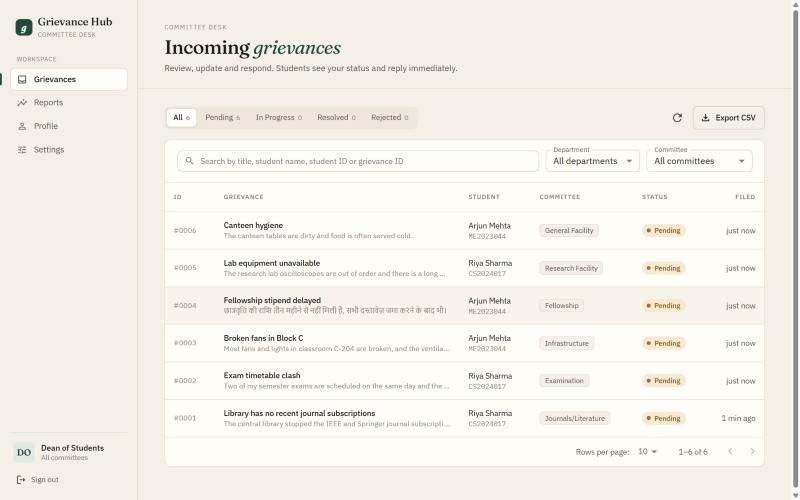 g
Grievance Hub
COMMITTEE DESK
WORKSPACE
Grievances
Reports
Profile
Settings
DO
Dean of Students
All committees
Sign out
COMMITTEE DESK
Incoming grievances
Review, update and respond. Students see your status and reply immediately.
All 6 Pending 6 In Progress 0 Resolved 0 Rejected 0
Export CSV
Search by title, student name, student ID or grievance ID
Department
All departments
Committee
All committees
ID GRIEVANCE STUDENT COMMITTEE STATUS FILED
#0006 Canteen hygiene Arjun Mehta General Facility Pending just now
The canteen tables are dirty and food is often served cold. ME2023044
#0005 Lab equipment unavailable Riya Sharma Research Facility Pending just now
The research lab oscilloscopes are out of order and there is a long ... CS2024017
#0004 Fellowship stipend delayed Arjun Mehta Fellowship Pending just now
छात्रवृत्ति की राशि तीन महीने से नहीं मिली है, सभी दस्तावेज़ जमा करने के बाद भी। ME2023044
#0003 Broken fans in Block C Arjun Mehta Infrastructure Pending just now
Most fans and lights in classroom C-204 are broken, and the ventila... ME2023044
#0002 Exam timetable clash Riya Sharma Examination Pending just now
Two of my semester exams are scheduled on the same day and the ... CS2024017
#0001 Library has no recent journal subscriptions Riya Sharma Journals/Literature Pending 1 min ago
The central library stopped the IEEE and Springer journal subscripti... CS2024017
Rows per page: 10 1–6 of 6